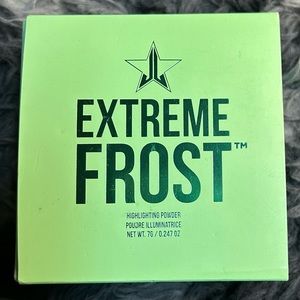 EXTREME
FROST™
HIGHLIGHTING POWDER
POUDRE ILLUMINATRICE
NET WT. 7G / 0.247 OZ